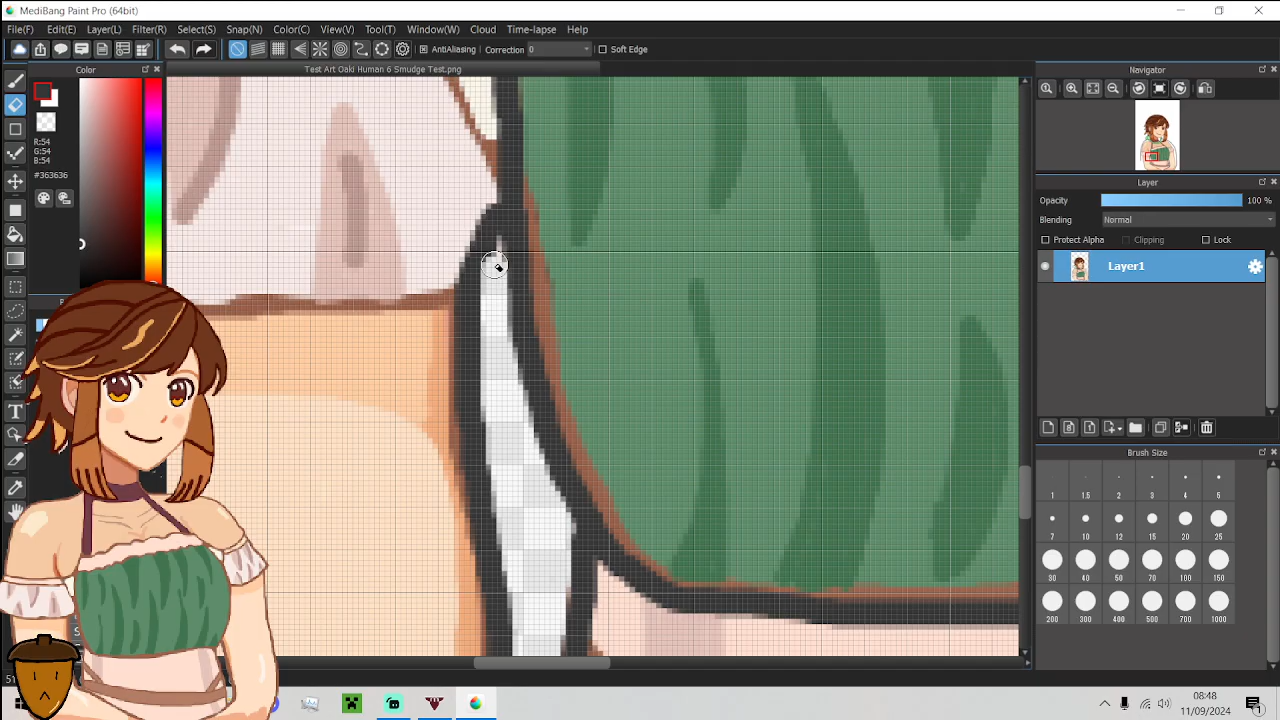 MediBang Paint Pro (64bit)
File(F) Edit(E) Layer(L) Filter(R) Select(S) Snap(N) Color(C) View(V) Tool(T) Window(W) Cloud Time-lapse Help
AntiAliasing Correction 0 Soft Edge
Color
Test Art Oaki Human 6 Smudge Test.png
Navigator
R:54
G:54
B:54
#363636
Layer
Opacity 100 %
Blending Normal
Protect Alpha Clipping Lock
Layer1
T
Brush Size
1 1.5 2 3 4 5
7 10 12 15 20 25
30 40 50 70 100 150
200 300 400 500 700 1000
08:48
11/09/2024